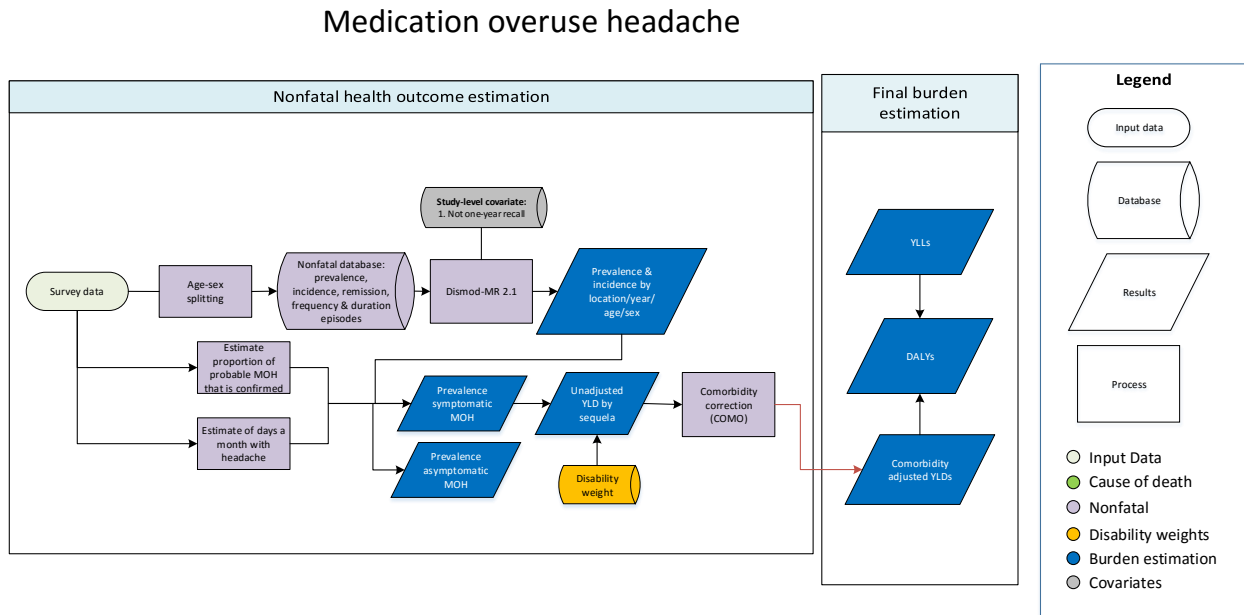 Medication overuse headache
Nonfatal health outcome estimation
Final burden
estimation
Legend
Input data
Database
Results
Process
Study-level covariate:
1. Not one-year recall
Survey data
Age-sex
splitting
Nonfatal database:
prevalence,
incidence, remission,
frequency & duration
episodes
Dismod-MR 2.1
Prevalence &
incidence by
location/year/
age/sex
YLLs
DALYs
Estimate
proportion of
probable MOH
that is confirmed
Estimate of days a
month with
headache
Prevalence
symptomatic
MOH
Prevalence
asymptomatic
MOH
Unadjusted
YLD by
sequela
Disability
weight
Comorbidity
correction
(COMO)
Comorbidity
adjusted YLDs
Input Data
Cause of death
Nonfatal
Disability weights
Burden estimation
Covariates